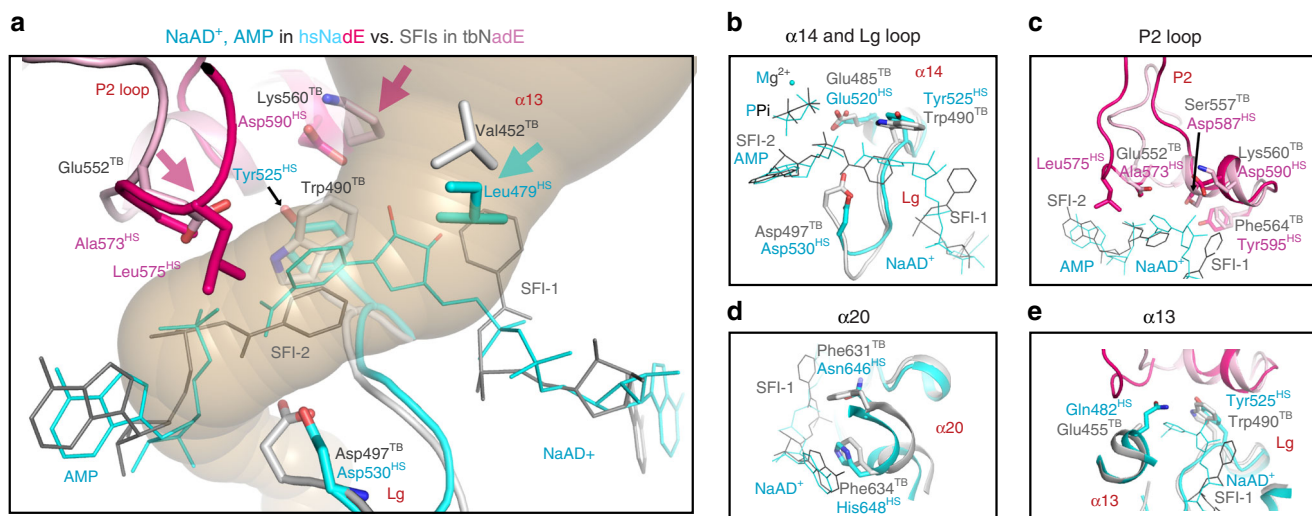 a
NaAD+, AMP in hsNadE vs. SFIs in tbNadE
P2 loop
Lys560TB
Asp590HS
α13
Val452TB
Glu552TB
Tyr525HS
Trp490TB
Leu479HS
Ala573HS
Leu575HS
SFI-1
SFI-2
AMP
Asp497TB
Asp530HS
Lg
NaAD+
b
α14 and Lg loop
Mg2+
Glu485TB
Glu520HS
α14
PPi
Tyr525HS
Trp490TB
SFI-2
AMP
Lg
SFI-1
Asp497TB
Asp530HS
NaAD+
c
P2 loop
P2
Ser557TB
Asp587HS
Leu575HS
Glu552TB
Ala573HS
Lys560TB
Asp590HS
SFI-2
Phe564TB
Tyr595HS
AMP
NaAD+
SFI-1
d
α20
Phe631TB
Asn646HS
SFI-1
α20
NaAD+
Phe634TB
His648HS
e
α13
Gln482HS
Glu455TB
Tyr525HS
Trp490TB
Lg
NaAD+
SFI-1
α13